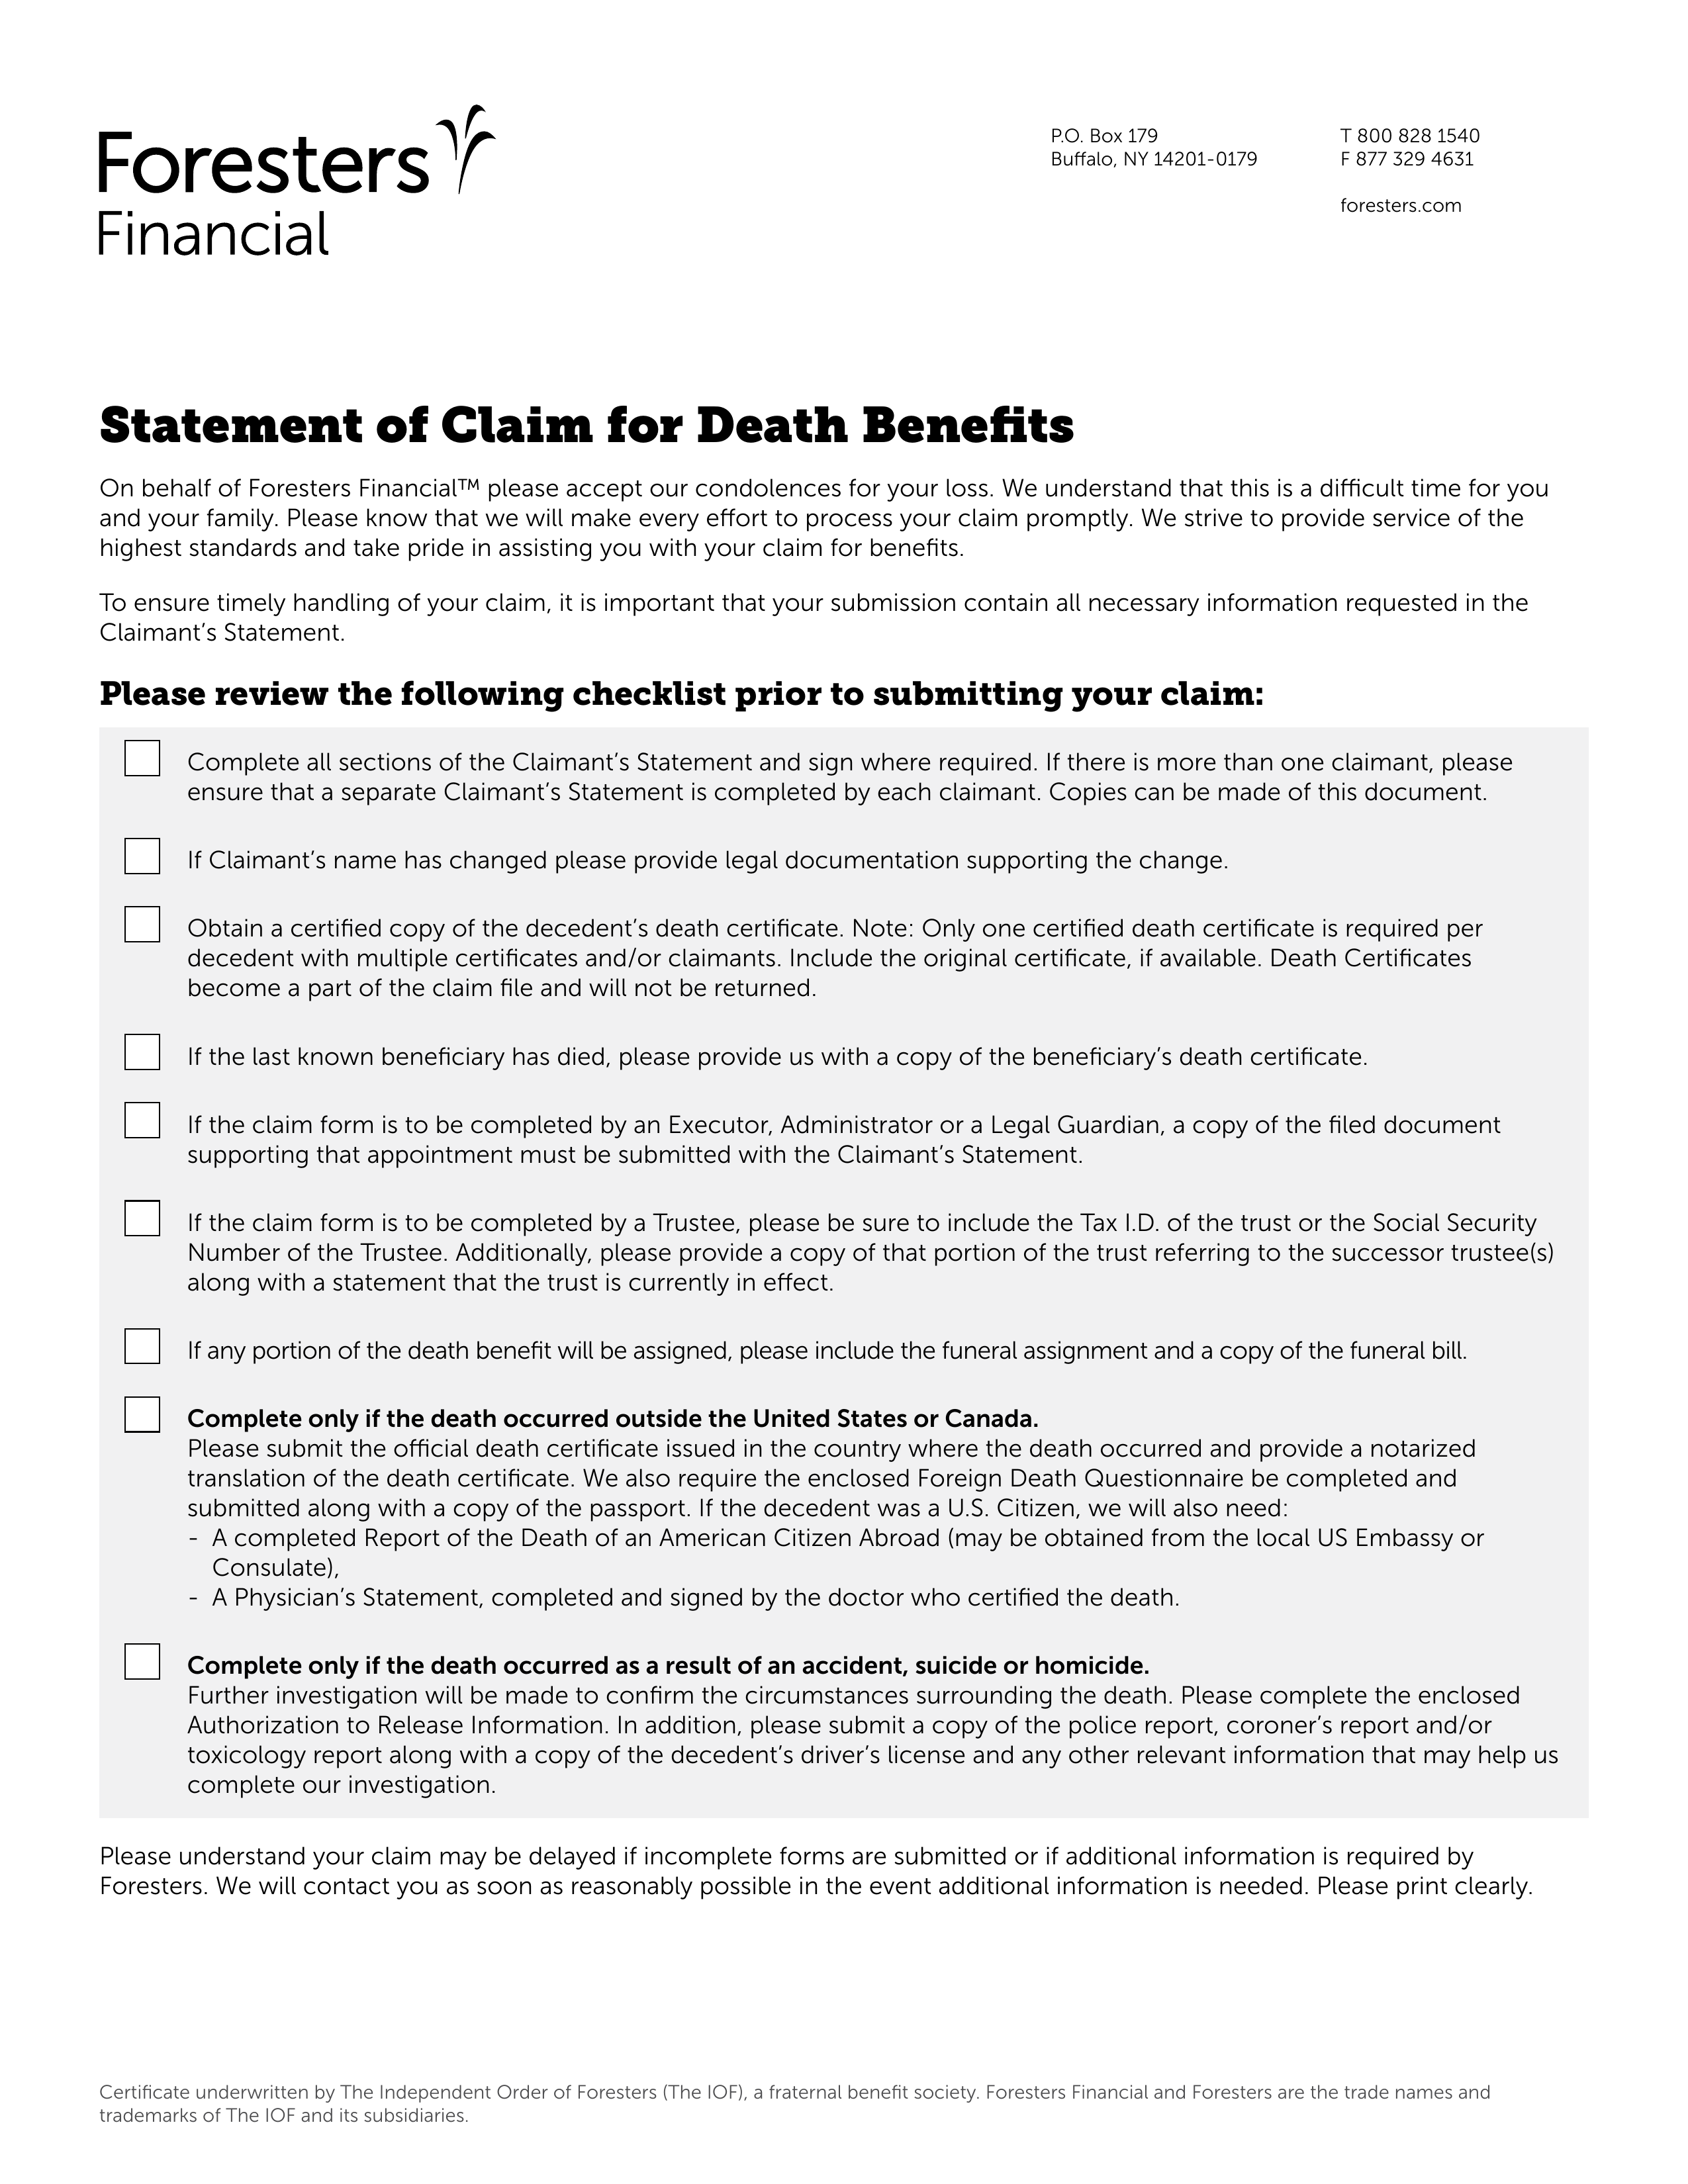 Foresters
Financial
P.O. Box 179
Buffalo, NY 14201-0179
T 800 828 1540
F 877 329 4631
foresters.com
Statement of Claim for Death Benefits
On behalf of Foresters Financial™ please accept our condolences for your loss. We understand that this is a difficult time for you
and your family. Please know that we will make every effort to process your claim promptly. We strive to provide service of the
highest standards and take pride in assisting you with your claim for benefits.
To ensure timely handling of your claim, it is important that your submission contain all necessary information requested in the
Claimant’s Statement.
Please review the following checklist prior to submitting your claim:
Complete all sections of the Claimant’s Statement and sign where required. If there is more than one claimant, please
ensure that a separate Claimant’s Statement is completed by each claimant. Copies can be made of this document.
If Claimant’s name has changed please provide legal documentation supporting the change.
Obtain a certified copy of the decedent’s death certificate. Note: Only one certified death certificate is required per
decedent with multiple certificates and/or claimants. Include the original certificate, if available. Death Certificates
become a part of the claim file and will not be returned.
If the last known beneficiary has died, please provide us with a copy of the beneficiary’s death certificate.
If the claim form is to be completed by an Executor, Administrator or a Legal Guardian, a copy of the filed document
supporting that appointment must be submitted with the Claimant’s Statement.
If the claim form is to be completed by a Trustee, please be sure to include the Tax I.D. of the trust or the Social Security
Number of the Trustee. Additionally, please provide a copy of that portion of the trust referring to the successor trustee(s)
along with a statement that the trust is currently in effect.
If any portion of the death benefit will be assigned, please include the funeral assignment and a copy of the funeral bill.
Complete only if the death occurred outside the United States or Canada.
Please submit the official death certificate issued in the country where the death occurred and provide a notarized
translation of the death certificate. We also require the enclosed Foreign Death Questionnaire be completed and
submitted along with a copy of the passport. If the decedent was a U.S. Citizen, we will also need:
- A completed Report of the Death of an American Citizen Abroad (may be obtained from the local US Embassy or
Consulate),
- A Physician’s Statement, completed and signed by the doctor who certified the death.
Complete only if the death occurred as a result of an accident, suicide or homicide.
Further investigation will be made to confirm the circumstances surrounding the death. Please complete the enclosed
Authorization to Release Information. In addition, please submit a copy of the police report, coroner’s report and/or
toxicology report along with a copy of the decedent’s driver’s license and any other relevant information that may help us
complete our investigation.
Please understand your claim may be delayed if incomplete forms are submitted or if additional information is required by
Foresters. We will contact you as soon as reasonably possible in the event additional information is needed. Please print clearly.
Certificate underwritten by The Independent Order of Foresters (The IOF), a fraternal benefit society. Foresters Financial and Foresters are the trade names and
trademarks of The IOF and its subsidiaries.